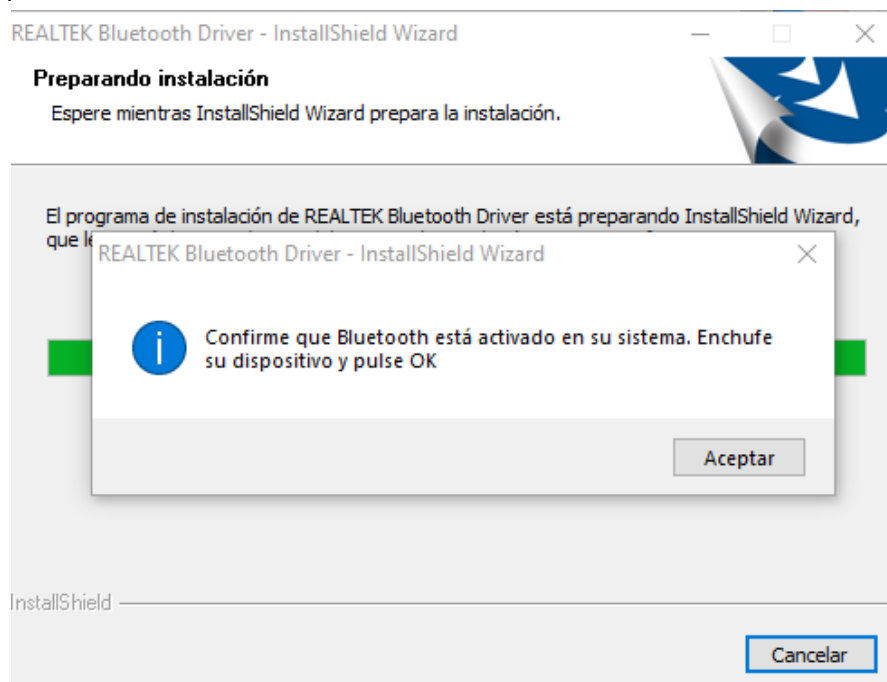 REALTEK Bluetooth Driver - InstallShield Wizard
Preparando instalación
Espere mientras InstallShield Wizard prepara la instalación.
El programa de instalación de REALTEK Bluetooth Driver está preparando InstallShield Wizard,
que
REALTEK Bluetooth Driver - InstallShield Wizard
Confirme que Bluetooth está activado en su sistema. Enchufe
su dispositivo y pulse OK
Aceptar
InstallShield
Cancelar